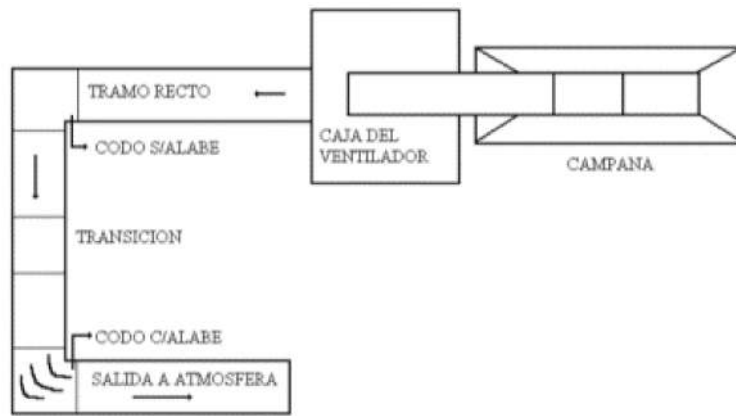 TRAMO RECTO
CODO S/ALABE
CAJA DEL
VENTILADOR
CAMPANA
TRANSICION
CODO C/ALABE
SALIDA A ATMOSFERA